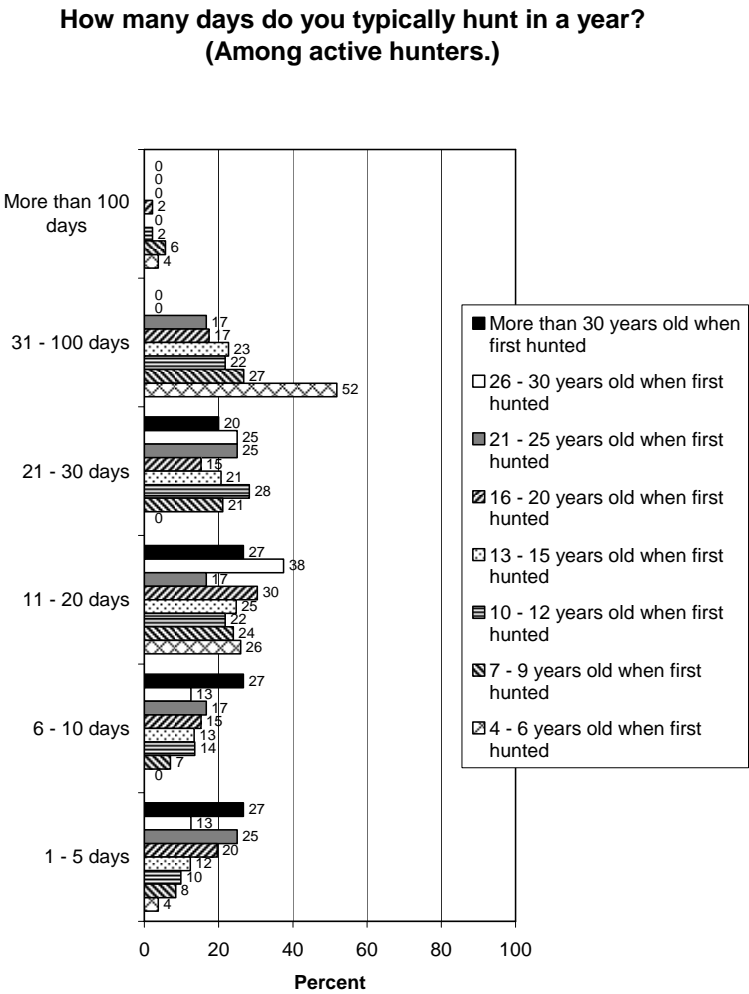 How many days do you typically hunt in a year?
(Among active hunters.)
More than 100
days
0
0
0
2
0
2
6
4
31 - 100 days
0
0
17
17
23
22
27
52
21 - 30 days
20
25
25
15
21
28
21
0
11 - 20 days
27
38
17
30
25
22
24
26
6 - 10 days
27
13
17
15
13
14
7
0
1 - 5 days
27
13
25
20
12
10
8
4
0 20 40 60 80 100
Percent
More than 30 years old when
first hunted
26 - 30 years old when first
hunted
21 - 25 years old when first
hunted
16 - 20 years old when first
hunted
13 - 15 years old when first
hunted
10 - 12 years old when first
hunted
7 - 9 years old when first
hunted
4 - 6 years old when first
hunted